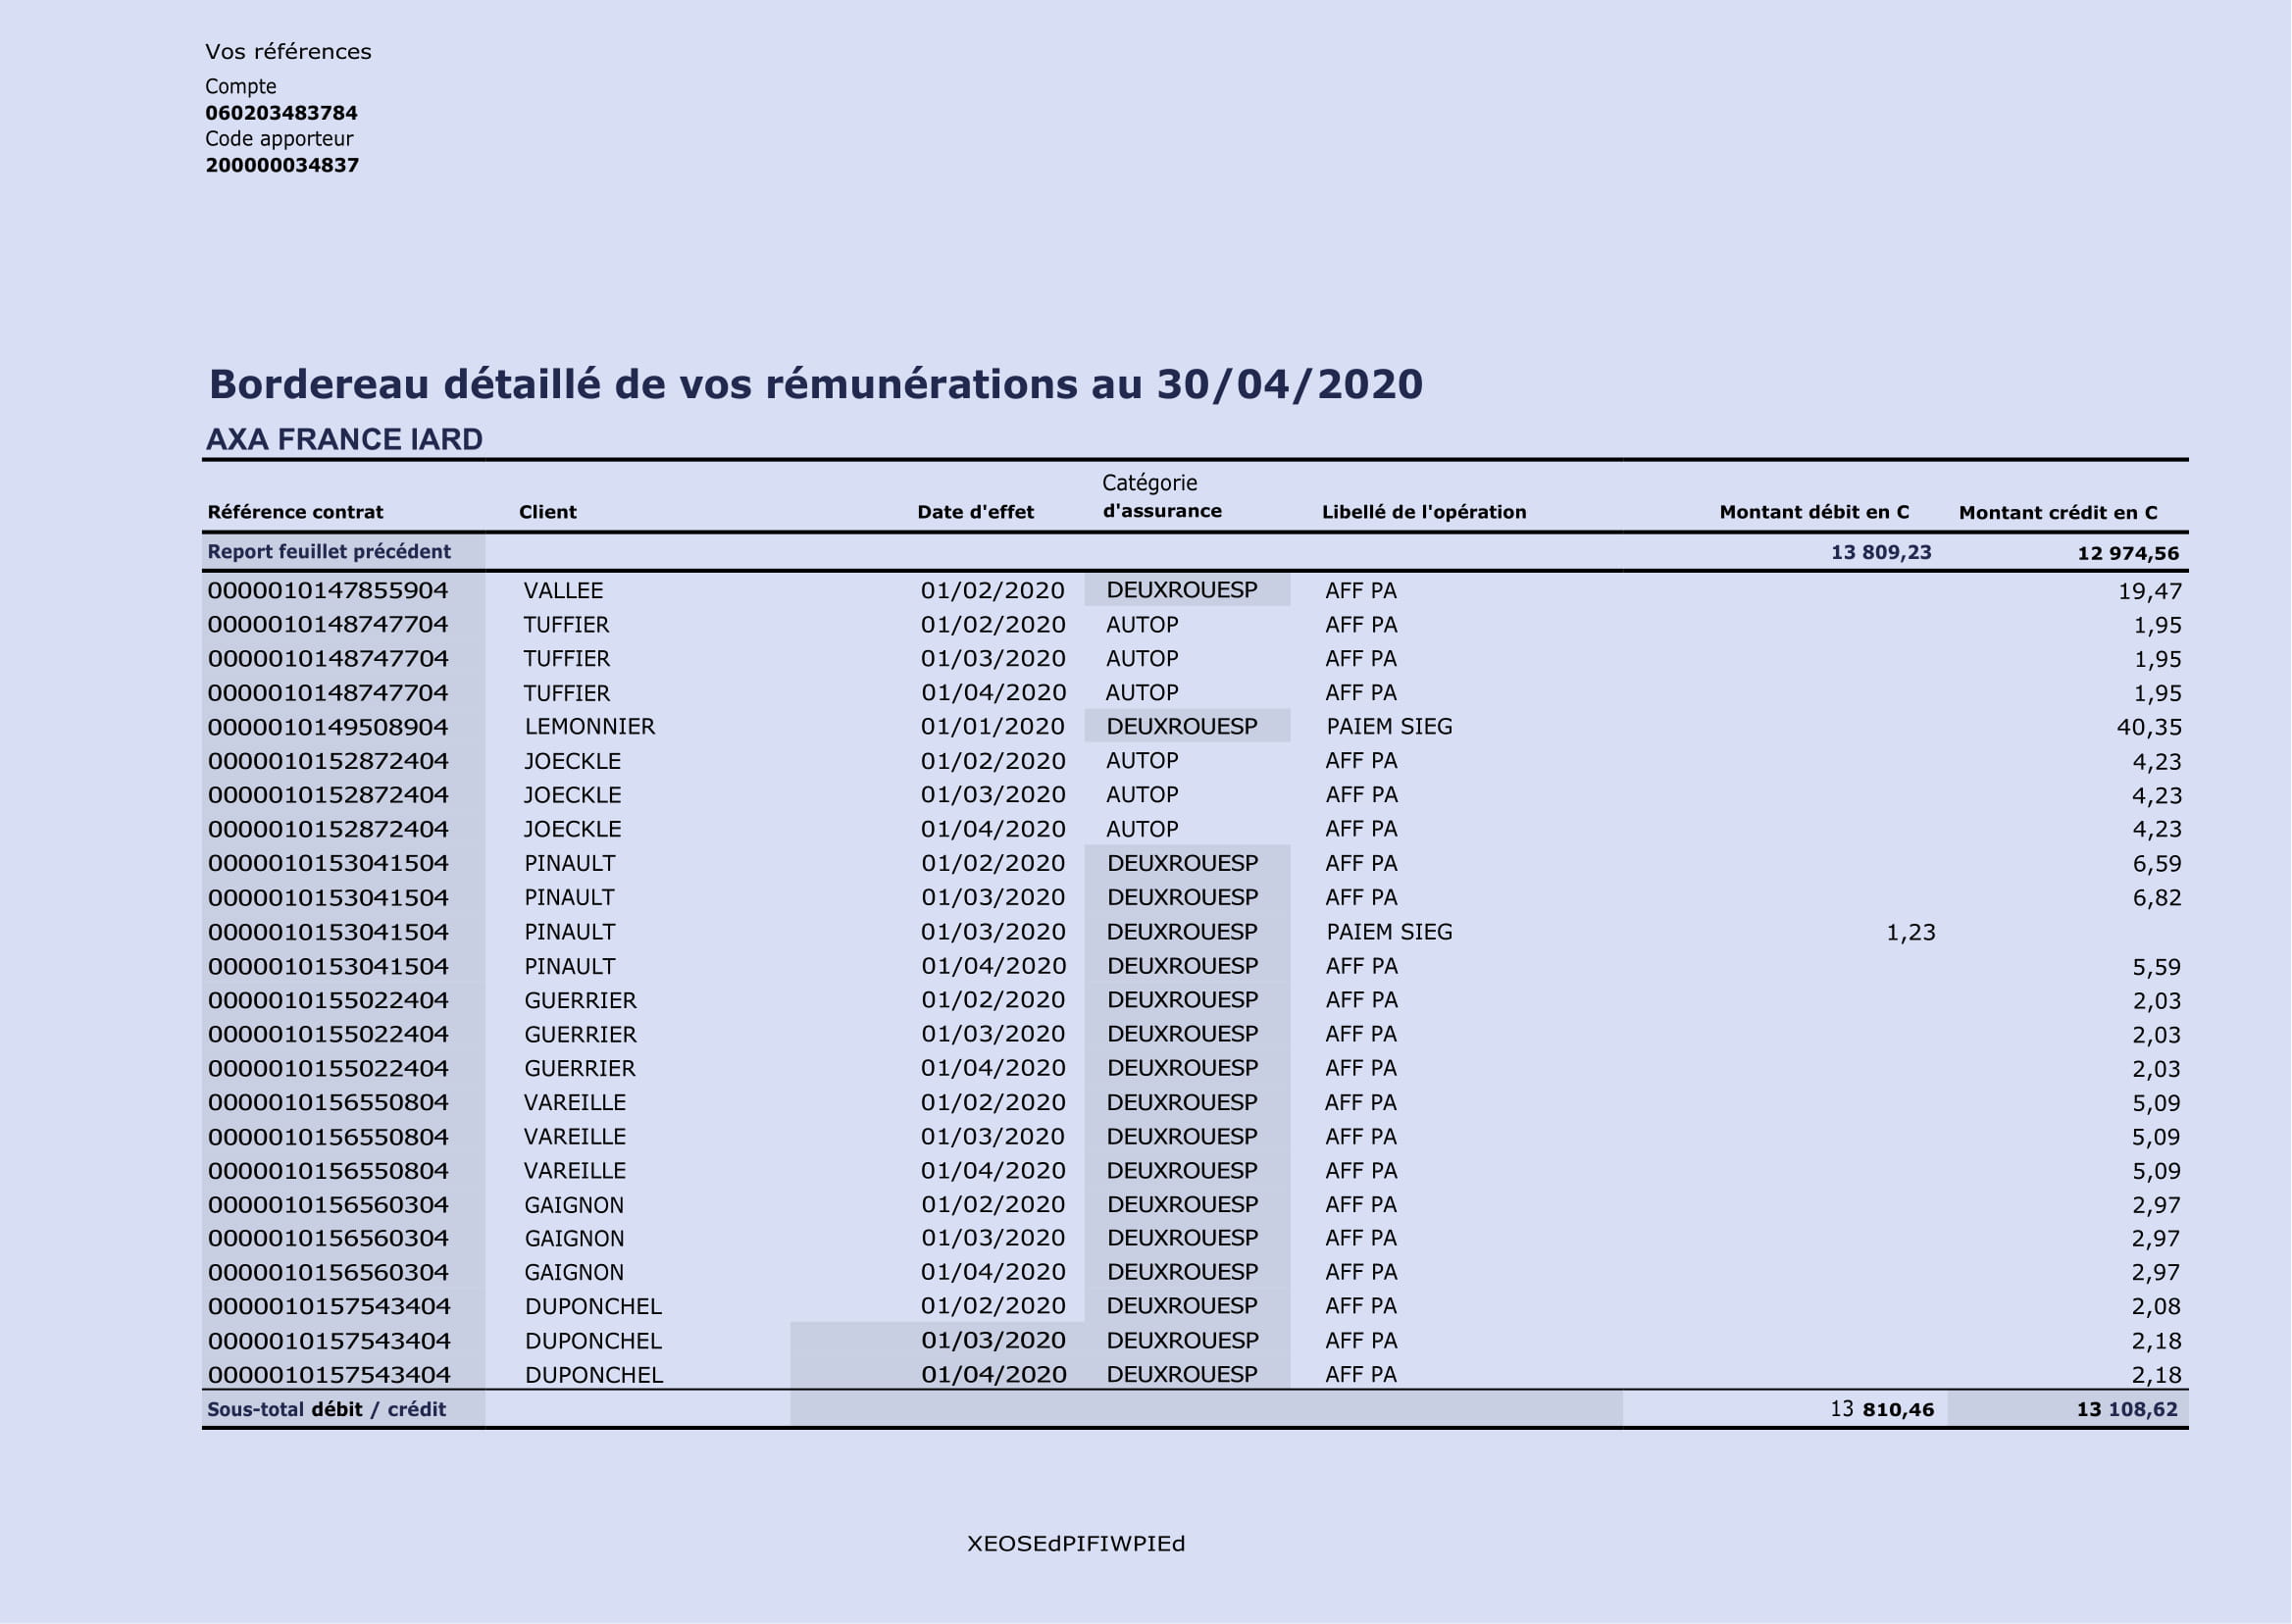 Vos références
Compte
060203483784
Code apporteur
200000034837
Bordereau détaillé de vos rémunérations au 30/04/2020
AXA FRANCE IARD
Référence contrat Client Date d'effet Catégorie d'assurance Libellé de l'opération Montant débit en C Montant crédit en C
Report feuillet précédent 13 809,23 12 974,56
0000010147855904 VALLEE 01/02/2020 DEUXROUESP AFF PA 19,47
0000010148747704 TUFFIER 01/02/2020 AUTOP AFF PA 1,95
0000010148747704 TUFFIER 01/03/2020 AUTOP AFF PA 1,95
0000010148747704 TUFFIER 01/04/2020 AUTOP AFF PA 1,95
0000010149508904 LEMONNIER 01/01/2020 DEUXROUESP PAIEM SIEG 40,35
0000010152872404 JOECKLE 01/02/2020 AUTOP AFF PA 4,23
0000010152872404 JOECKLE 01/03/2020 AUTOP AFF PA 4,23
0000010152872404 JOECKLE 01/04/2020 AUTOP AFF PA 4,23
0000010153041504 PINAULT 01/02/2020 DEUXROUESP AFF PA 6,59
0000010153041504 PINAULT 01/03/2020 DEUXROUESP AFF PA 6,82
0000010153041504 PINAULT 01/03/2020 DEUXROUESP PAIEM SIEG 1,23
0000010153041504 PINAULT 01/04/2020 DEUXROUESP AFF PA 5,59
0000010155022404 GUERRIER 01/02/2020 DEUXROUESP AFF PA 2,03
0000010155022404 GUERRIER 01/03/2020 DEUXROUESP AFF PA 2,03
0000010155022404 GUERRIER 01/04/2020 DEUXROUESP AFF PA 2,03
0000010156550804 VAREILLE 01/02/2020 DEUXROUESP AFF PA 5,09
0000010156550804 VAREILLE 01/03/2020 DEUXROUESP AFF PA 5,09
0000010156550804 VAREILLE 01/04/2020 DEUXROUESP AFF PA 5,09
0000010156560304 GAIGNON 01/02/2020 DEUXROUESP AFF PA 2,97
0000010156560304 GAIGNON 01/03/2020 DEUXROUESP AFF PA 2,97
0000010156560304 GAIGNON 01/04/2020 DEUXROUESP AFF PA 2,97
0000010157543404 DUPONCHEL 01/02/2020 DEUXROUESP AFF PA 2,08
0000010157543404 DUPONCHEL 01/03/2020 DEUXROUESP AFF PA 2,18
0000010157543404 DUPONCHEL 01/04/2020 DEUXROUESP AFF PA 2,18
Sous-total débit / crédit 13 810,46 13 108,62
XEOSEdPIFIWPIEd